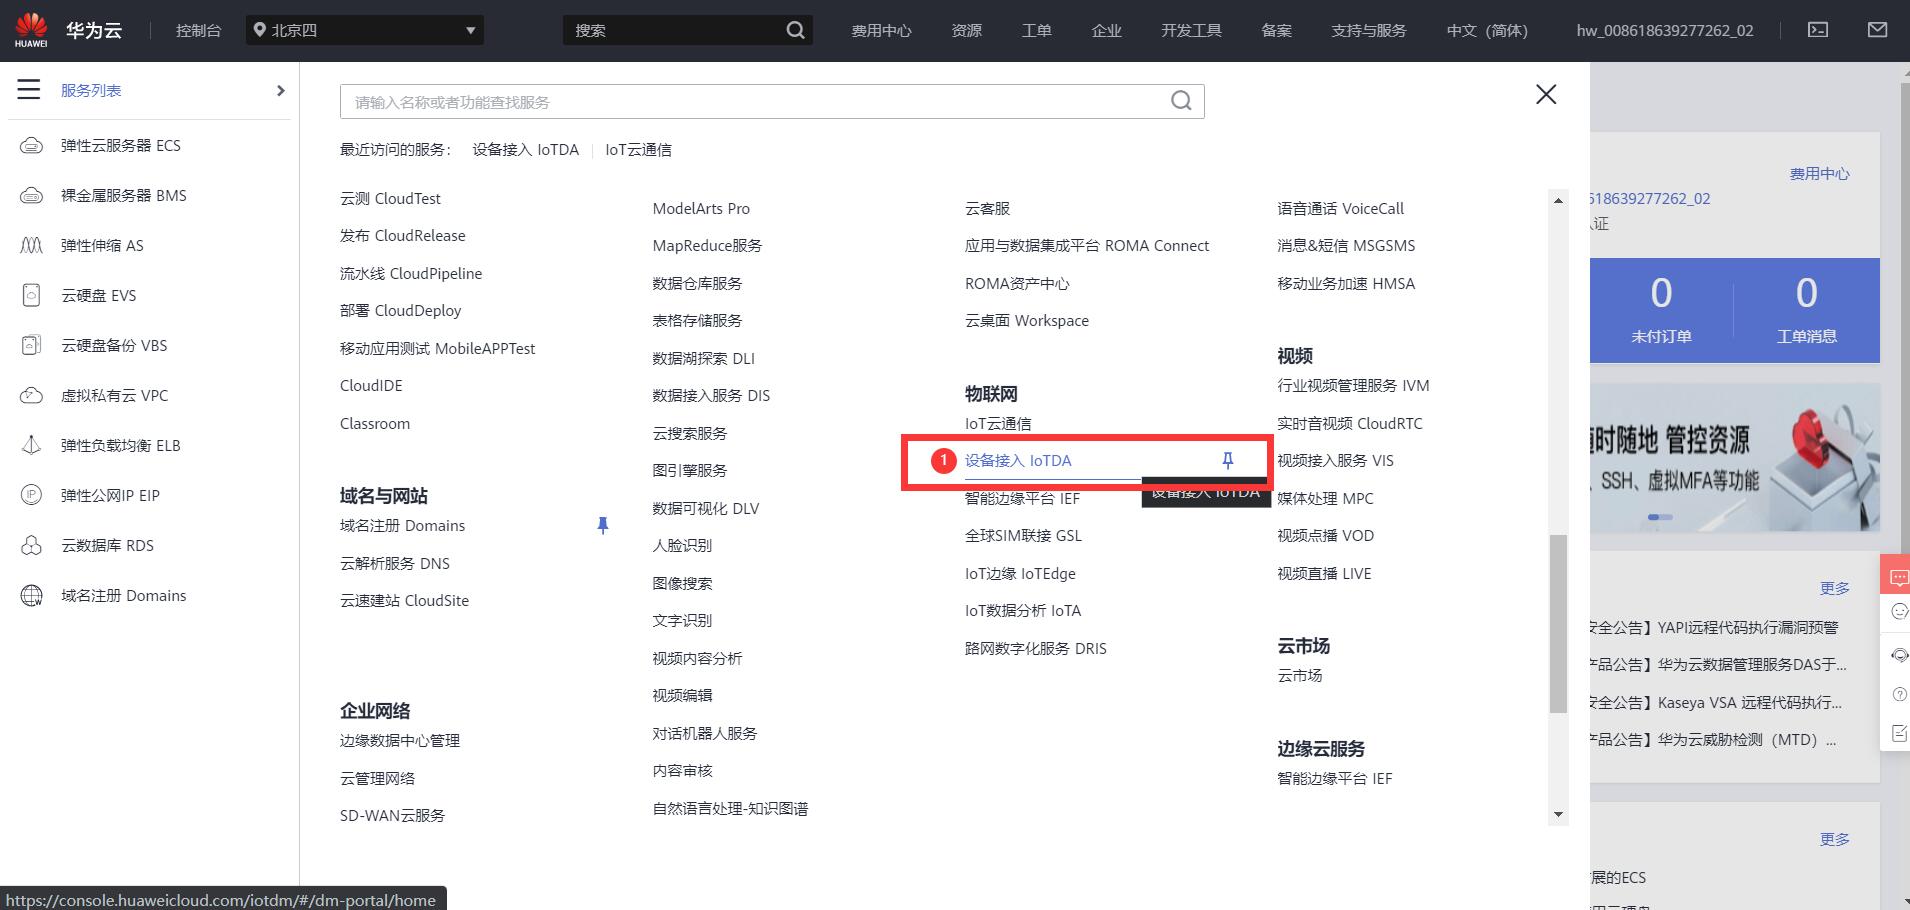 HUAWEI
华为云
控制台
北京四
搜索
费用中心
资源
工单
企业
开发工具
备案
支持与服务
中文（简体）
hw_008618639277262_02
服务列表
弹性云服务器 ECS
裸金属服务器 BMS
弹性伸缩 AS
云硬盘 EVS
云硬盘备份 VBS
虚拟私有云 VPC
弹性负载均衡 ELB
弹性公网IP EIP
云数据库 RDS
域名注册 Domains
请输入名称或者功能查找服务
最近访问的服务： 设备接入 IoTDA IoT云通信
云测 CloudTest
发布 CloudRelease
流水线 CloudPipeline
部署 CloudDeploy
移动应用测试 MobileAPPTest
CloudIDE
Classroom
域名与网站
域名注册 Domains
云解析服务 DNS
云速建站 CloudSite
企业网络
边缘数据中心管理
云管理网络
SD-WAN云服务
ModelArts Pro
MapReduce服务
数据仓库服务
表格存储服务
数据湖探索 DLI
数据接入服务 DIS
云搜索服务
图引擎服务
数据可视化 DLV
人脸识别
图像搜索
文字识别
视频内容分析
视频编辑
对话机器人服务
内容审核
自然语言处理-知识图谱
云客服
应用与数据集成平台 ROMA Connect
ROMA资产中心
云桌面 Workspace
物联网
IoT云通信
1 设备接入 IoTDA
设备接入 IoTDA
智能边缘平台 IEF
全球SIM联接 GSL
IoT边缘 IoTEdge
IoT数据分析 IoTA
路网数字化服务 DRIS
语音通话 VoiceCall
消息&短信 MSGSMS
移动业务加速 HMSA
视频
行业视频管理服务 IVM
实时音视频 CloudRTC
视频接入服务 VIS
媒体处理 MPC
视频点播 VOD
视频直播 LIVE
云市场
云市场
边缘云服务
智能边缘平台 IEF
费用中心
618639277262_02
证
0
未付订单
0
工单消息
时随地 管控资源
、SSH、虚拟MFA等功能
更多
安全公告】YAPI远程代码执行漏洞预警
产品公告】华为云数据管理服务DAS于...
安全公告】Kaseya VSA 远程代码执行...
产品公告】华为云威胁检测（MTD）...
更多
展的ECS
https://console.huaweicloud.com/iotdm/#/dm-portal/home